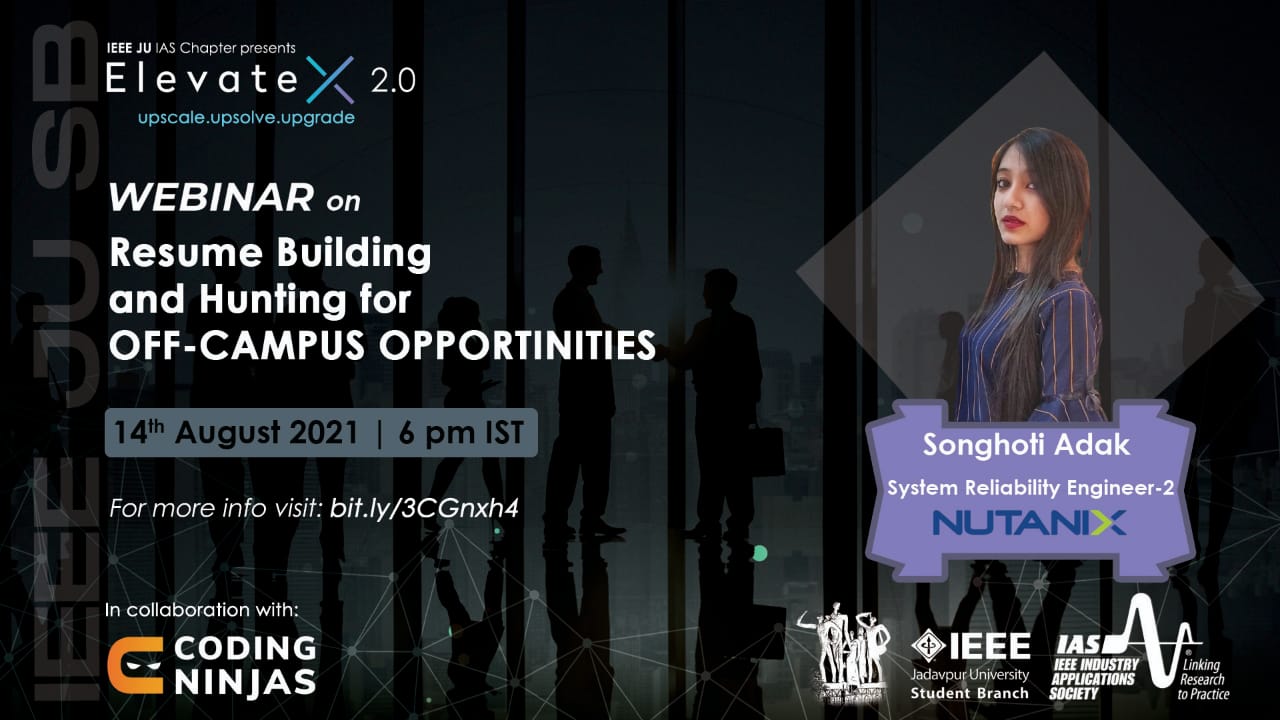 IEEE JU SB
IEEE JU IAS Chapter presents
ElevateX 2.0
upscale.upsolve.upgrade
WEBINAR on
Resume Building
and Hunting for
OFF-CAMPUS OPPORTINITIES
14th August 2021 | 6 pm IST
For more info visit: bit.ly/3CGnxh4
In collaboration with:
CODING
NINJAS
Songhoti Adak
System Reliability Engineer-2
NUTANIX
IEEE
Jadavpur University
Student Branch
IAS
IEEE INDUSTRY
APPLICATIONS
SOCIETY
®
Linking
Research
to Practice